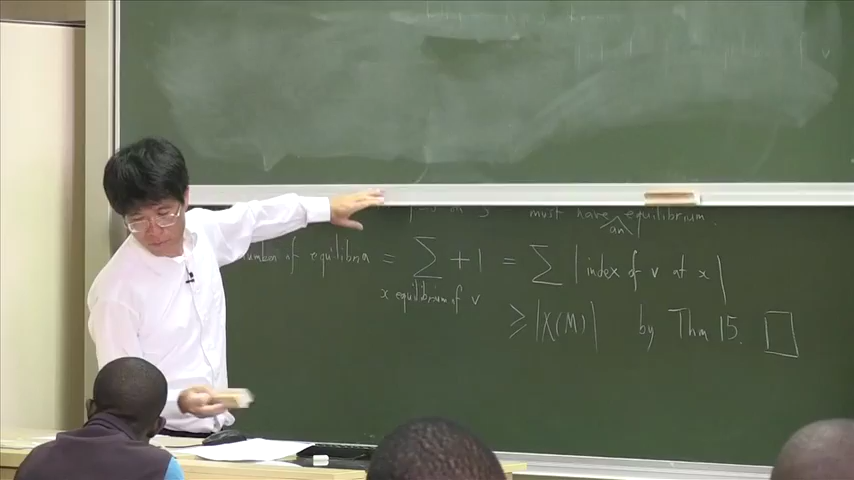 must have an equilibrium.
number of equilibria = ∑ +1 = ∑ |index of v at x|
x equilibrium of v
≥ |χ(M)| by Thm 15. □